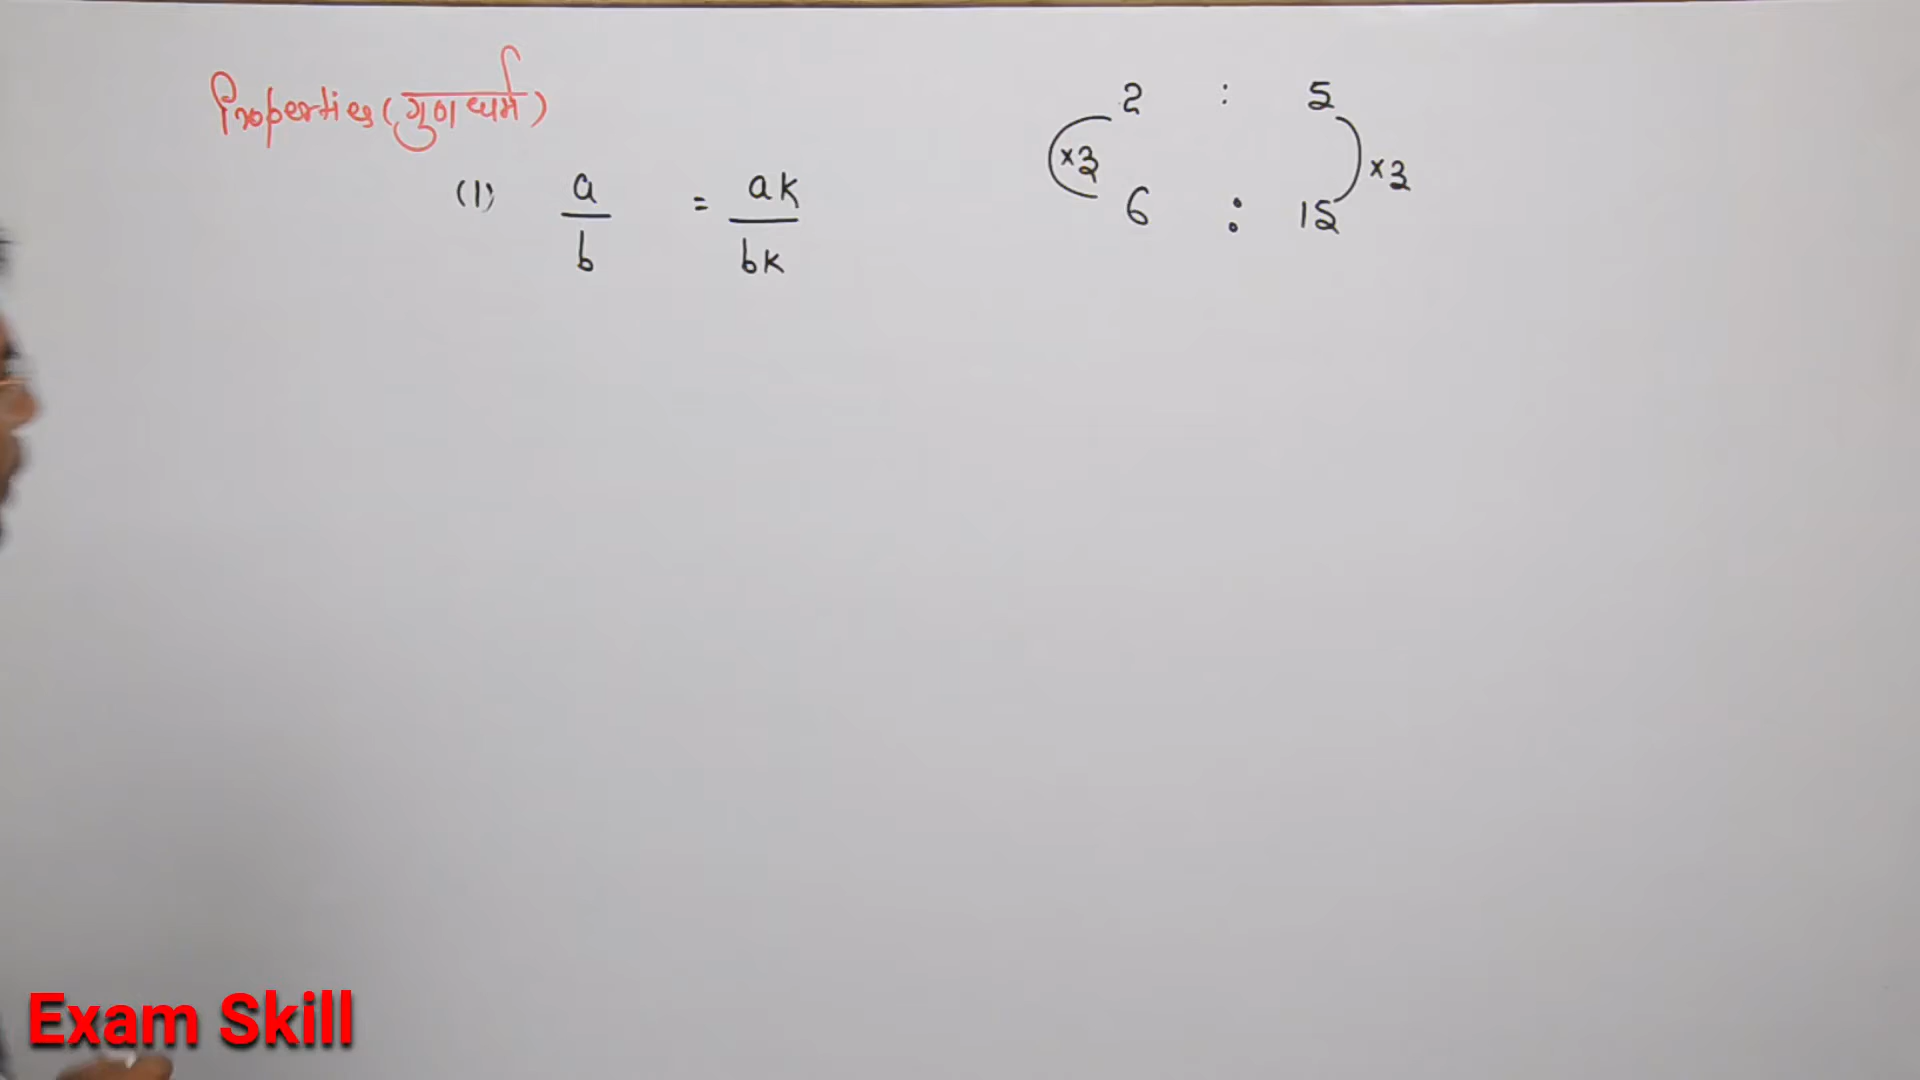 Properties (गुणधर्म)
(1) a/b = ak/bk
2 : 5
×3 ×3
6 : 15
Exam Skill